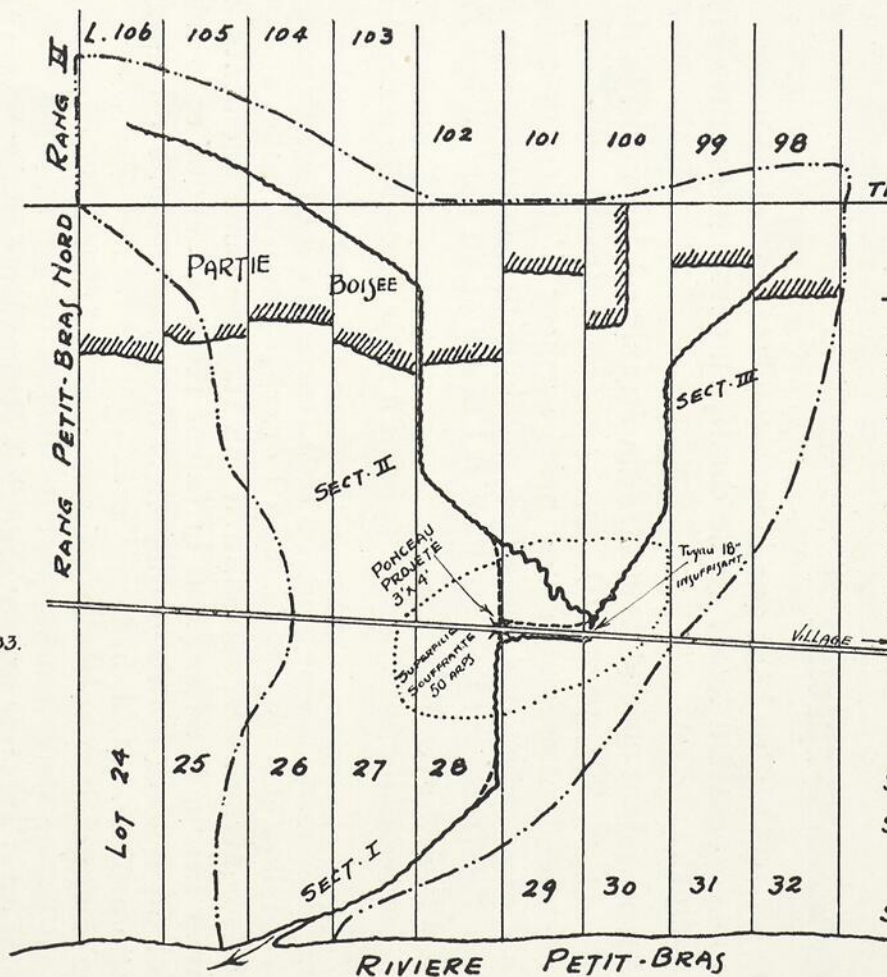 L. 106
105
104
103
RANG II
102
101
100
99
98
RANG PETIT-BRAS NORD
PARTIE
BOISEE
SECT. III
SECT. II
PONCEAU
PROJETÉ
3'x4'
Tuyau 18"
INSUFFISANT
03.
SUPERFICIE
SOUFFRANTE
50 ARPS
VILLAGE
LOT 24
25
26
27
28
SECT. I
29
30
31
32
RIVIERE PETIT-BRAS